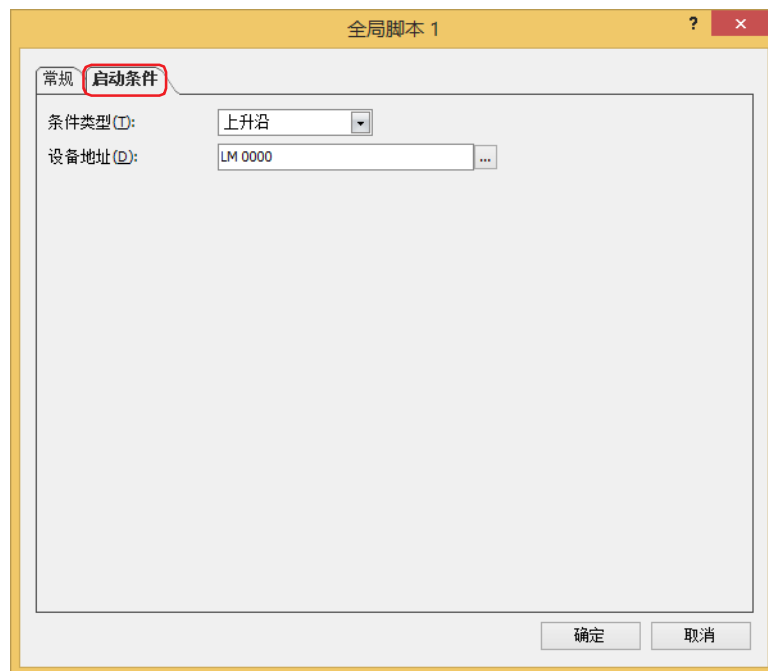 全局脚本 1
?
×
常规 启动条件
条件类型(T): 上升沿
设备地址(D): LM 0000 ...
确定 取消